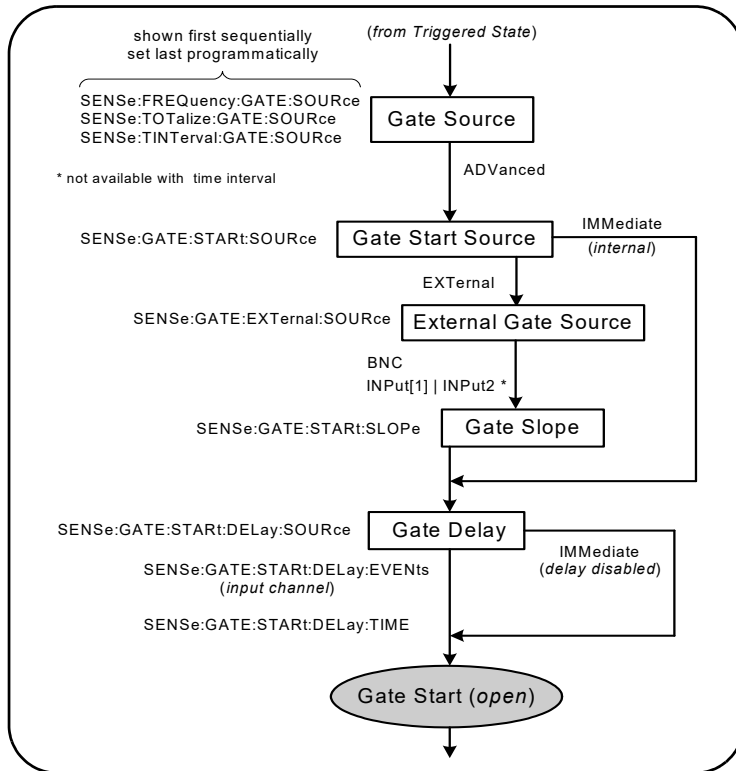 shown first sequentially
set last programmatically
(from Triggered State)
SENSe:FREQuency:GATE:SOURce
SENSe:TOTalize:GATE:SOURce
SENSe:TINTerval:GATE:SOURce
Gate Source
* not available with time interval
ADVanced
SENSe:GATE:STARt:SOURce
Gate Start Source
IMMediate
(internal)
EXTernal
SENSe:GATE:EXTernal:SOURce
External Gate Source
BNC
INPut[1] | INPut2 *
SENSe:GATE:STARt:SLOPe
Gate Slope
SENSe:GATE:STARt:DELay:SOURce
Gate Delay
IMMediate
(delay disabled)
SENSe:GATE:STARt:DELay:EVENts
(input channel)
SENSe:GATE:STARt:DELay:TIME
Gate Start (open)